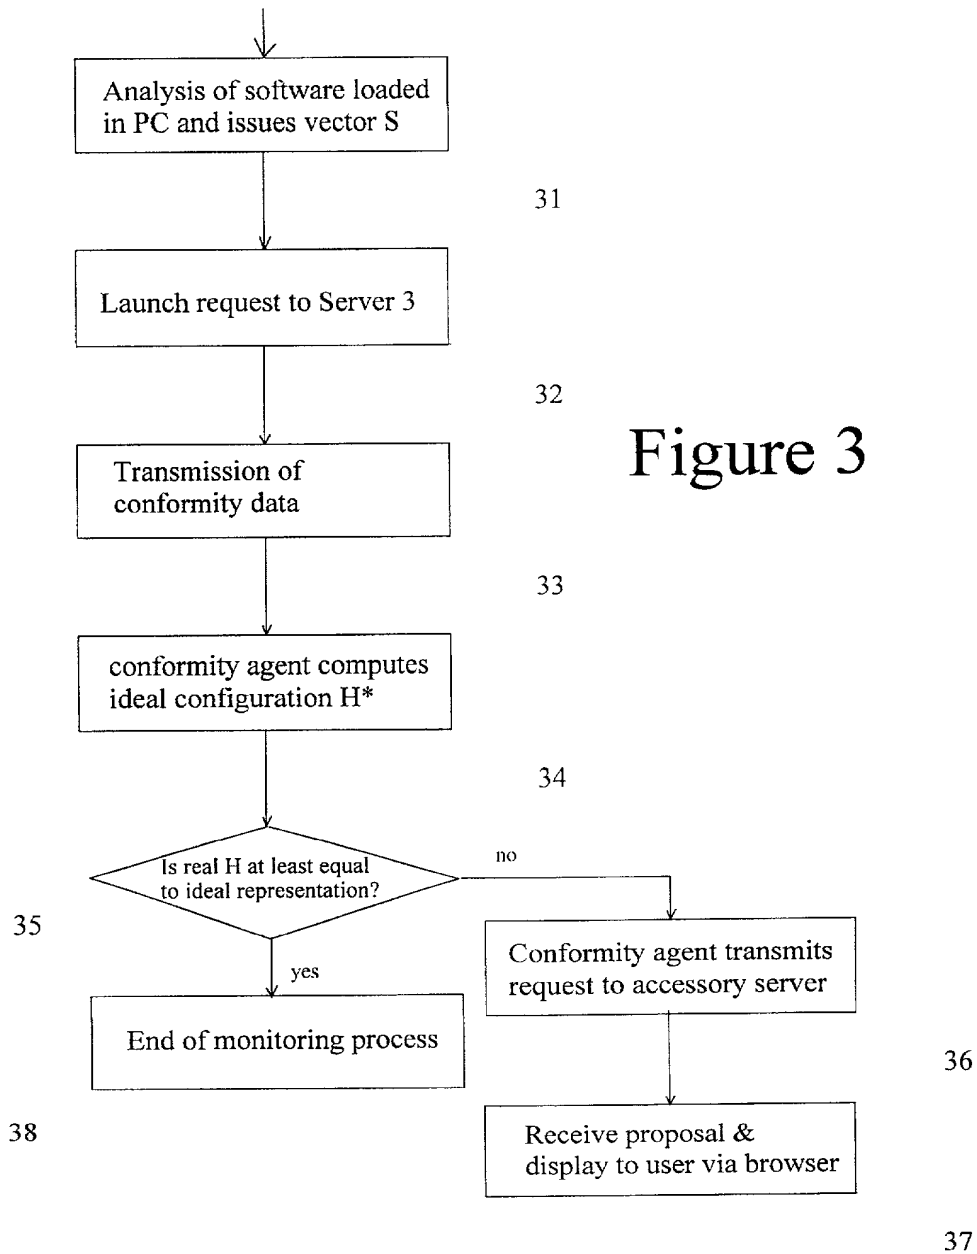 Analysis of software loaded
in PC and issues vector S
31
Launch request to Server 3
32
Figure 3
Transmission of
conformity data
33
conformity agent computes
ideal configuration H*
34
Is real H at least equal
to ideal representation?
no
35
yes
Conformity agent transmits
request to accessory server
End of monitoring process
36
38
Receive proposal &
display to user via browser
37